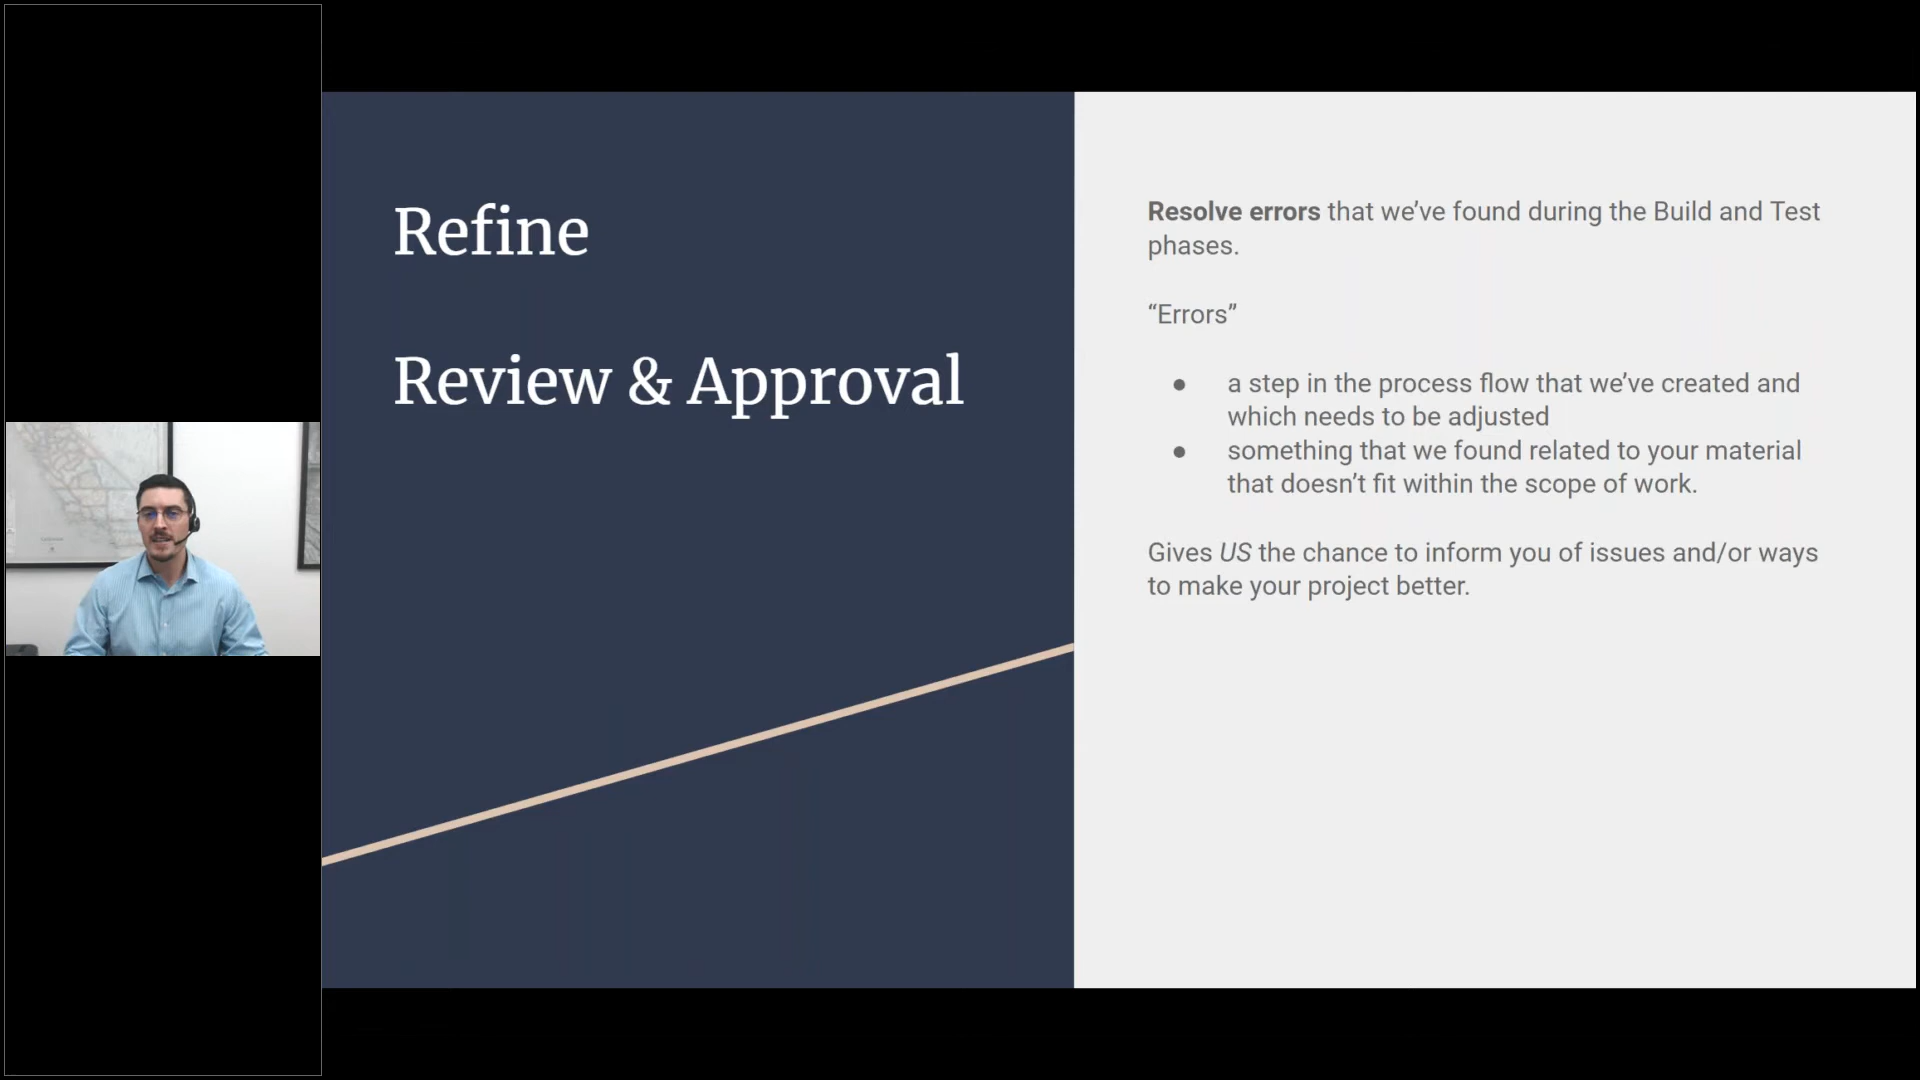 Refine
Review & Approval
Resolve errors that we’ve found during the Build and Test
phases.
“Errors”
● a step in the process flow that we’ve created and
which needs to be adjusted
● something that we found related to your material
that doesn’t fit within the scope of work.
Gives US the chance to inform you of issues and/or ways
to make your project better.